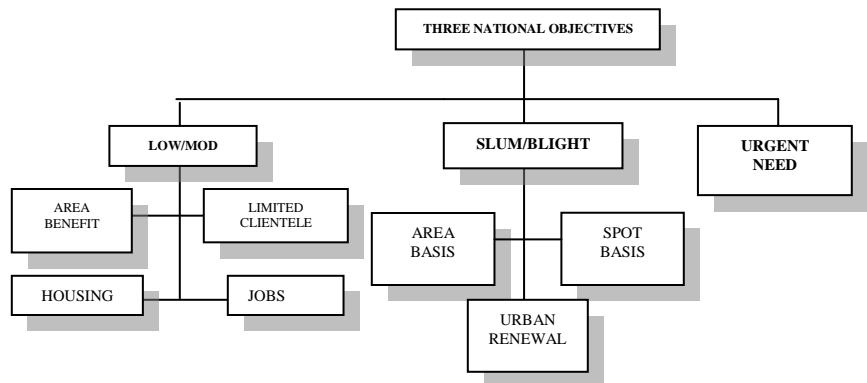 THREE NATIONAL OBJECTIVES
LOW/MOD
SLUM/BLIGHT
URGENT
NEED
AREA
BENEFIT
LIMITED
CLIENTELE
HOUSING
JOBS
AREA
BASIS
SPOT
BASIS
URBAN
RENEWAL